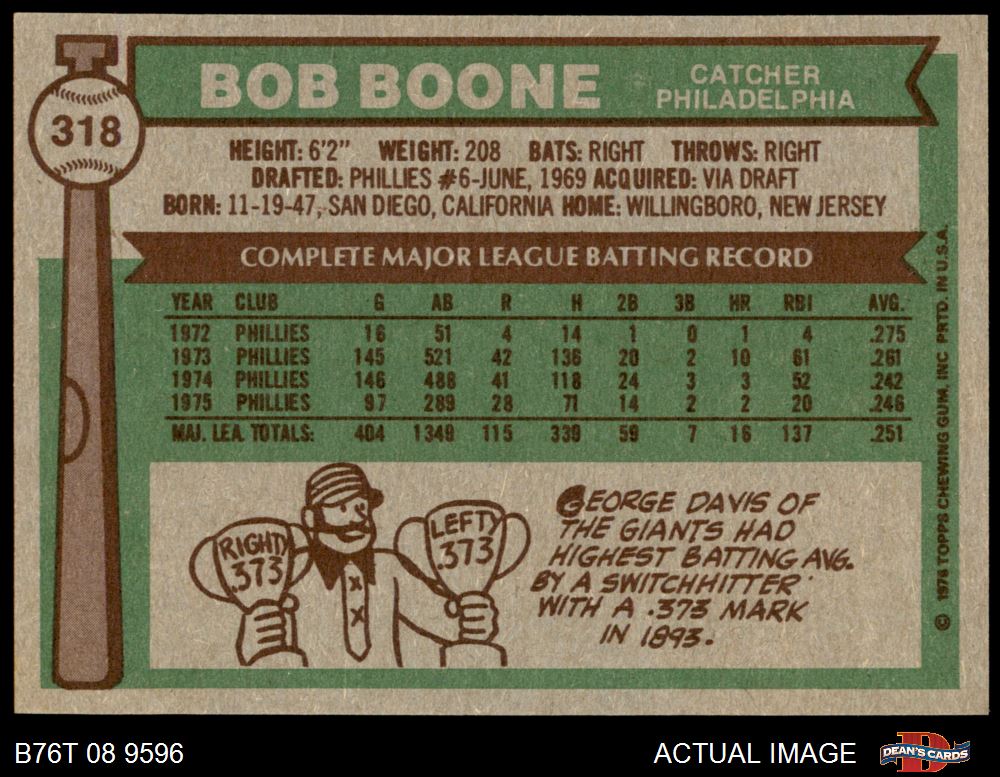 318
BOB BOONE
CATCHER
PHILADELPHIA
HEIGHT: 6'2" WEIGHT: 208 BATS: RIGHT THROWS: RIGHT
DRAFTED: PHILLIES #6-JUNE, 1969 ACQUIRED: VIA DRAFT
BORN: 11-19-47, SAN DIEGO, CALIFORNIA HOME: WILLINGBORO, NEW JERSEY
COMPLETE MAJOR LEAGUE BATTING RECORD
YEAR CLUB G AB R H 2B 3B HR RBI AVG.
1972 PHILLIES 16 51 4 14 1 0 1 4 .275
1973 PHILLIES 145 521 42 136 20 2 10 61 .261
1974 PHILLIES 146 488 41 118 24 3 3 52 .242
1975 PHILLIES 97 289 28 71 14 2 2 20 .246
MAJ. LEA. TOTALS: 404 1349 115 339 59 7 16 137 .251
RIGHTY
.373
LEFTY
.373
GEORGE DAVIS OF
THE GIANTS HAD
HIGHEST BATTING AVG.
BY A SWITCHHITTER
WITH A .373 MARK
IN 1893.
© 1976 TOPPS CHEWING GUM, INC PRTD. IN U.S.A.
B76T 08 9596
ACTUAL IMAGE
DEAN'S CARDS